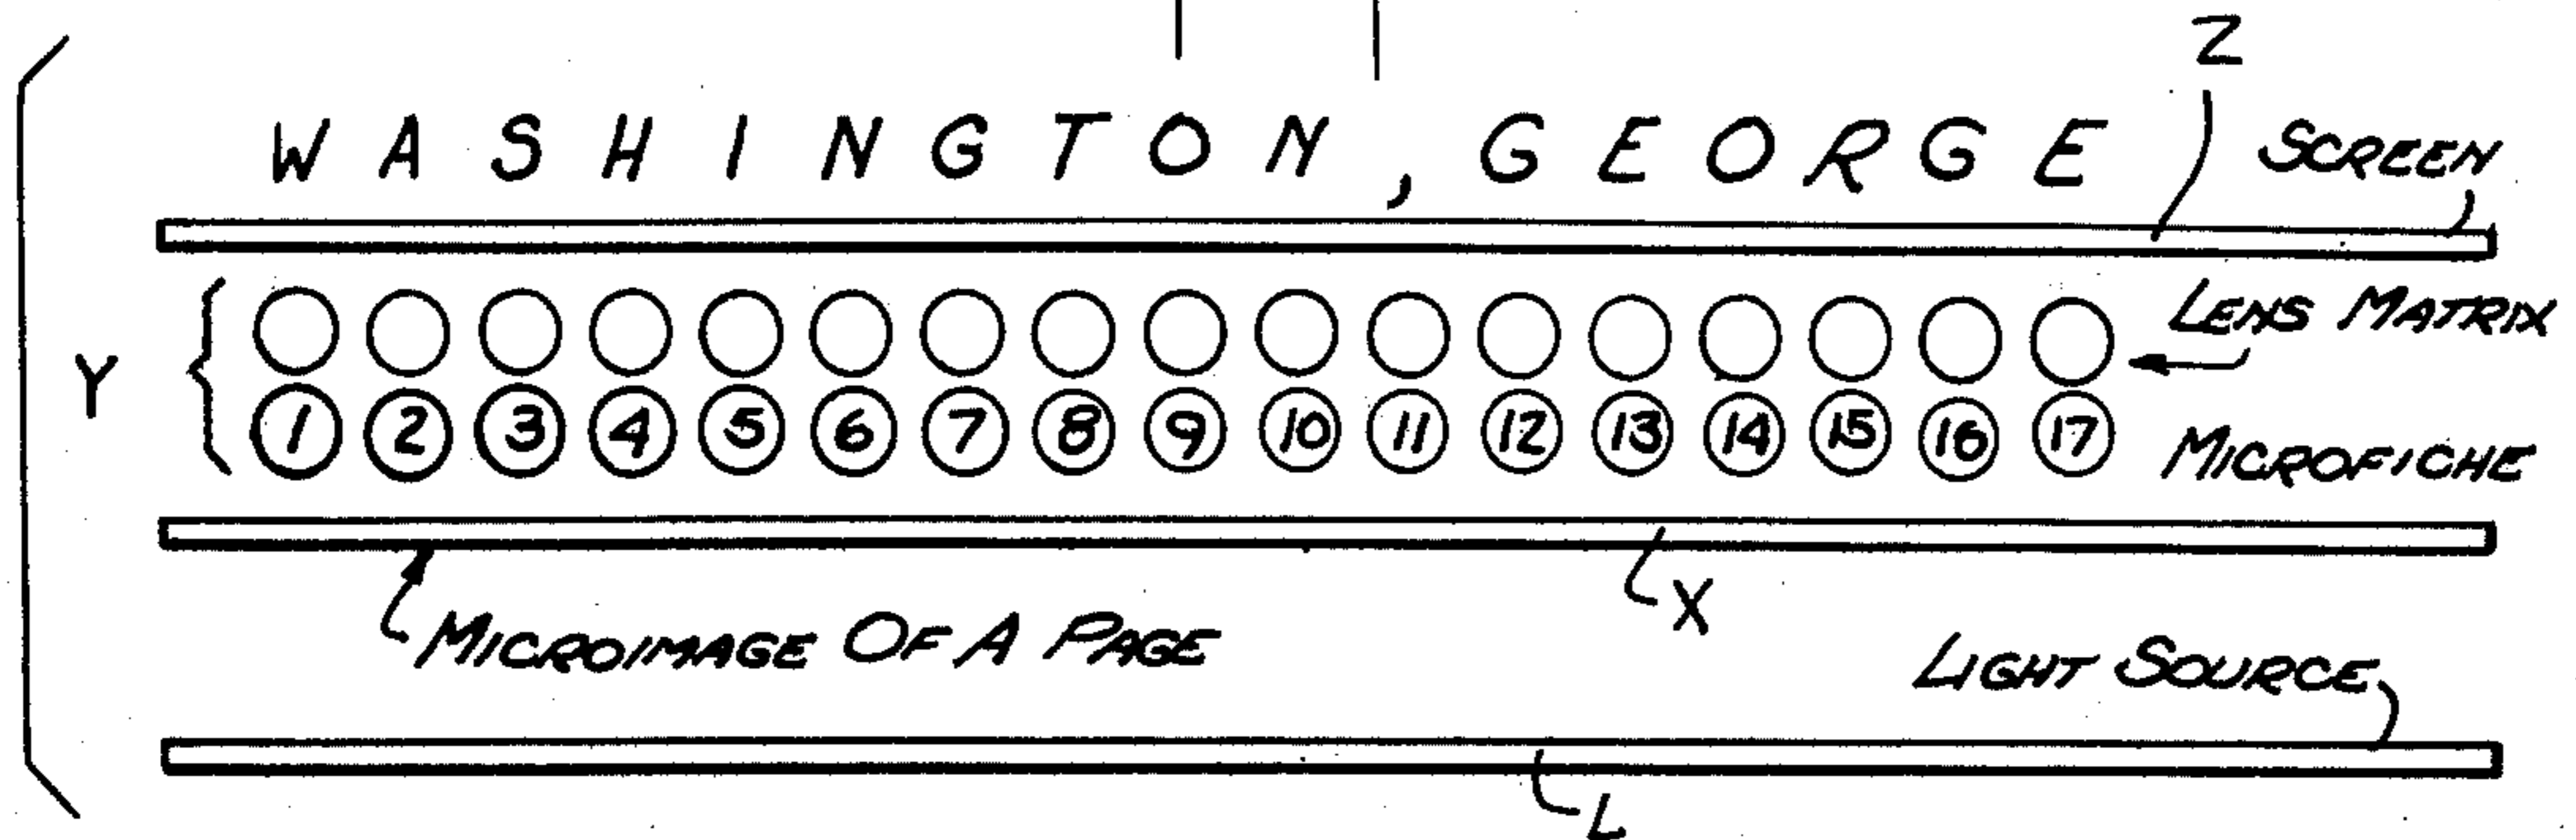 Z
WASHINGTON, GEORGE
SCREEN
LENS MATRIX
Y
1 2 3 4 5 6 7 8 9 10 11 12 13 14 15 16 17
MICROFICHE
X
MICROIMAGE OF A PAGE
LIGHT SOURCE
L